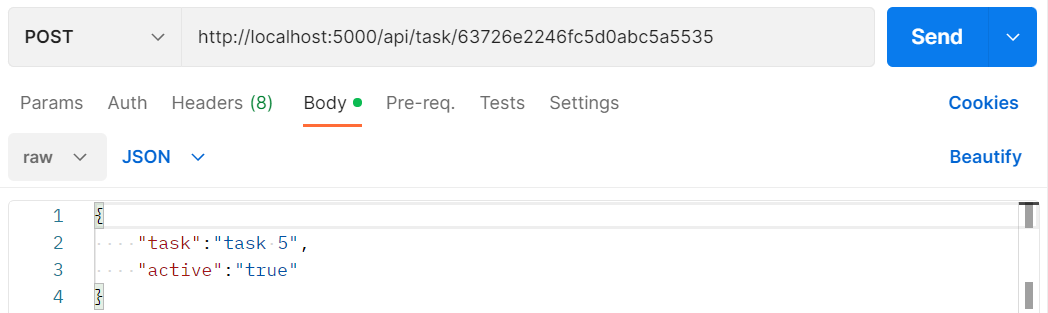 POST http://localhost:5000/api/task/63726e2246fc5d0abc5a5535 Send
Params Auth Headers (8) Body Pre-req. Tests Settings Cookies
raw JSON Beautify
1 {
2 "task":"task 5",
3 "active":"true"
4 }